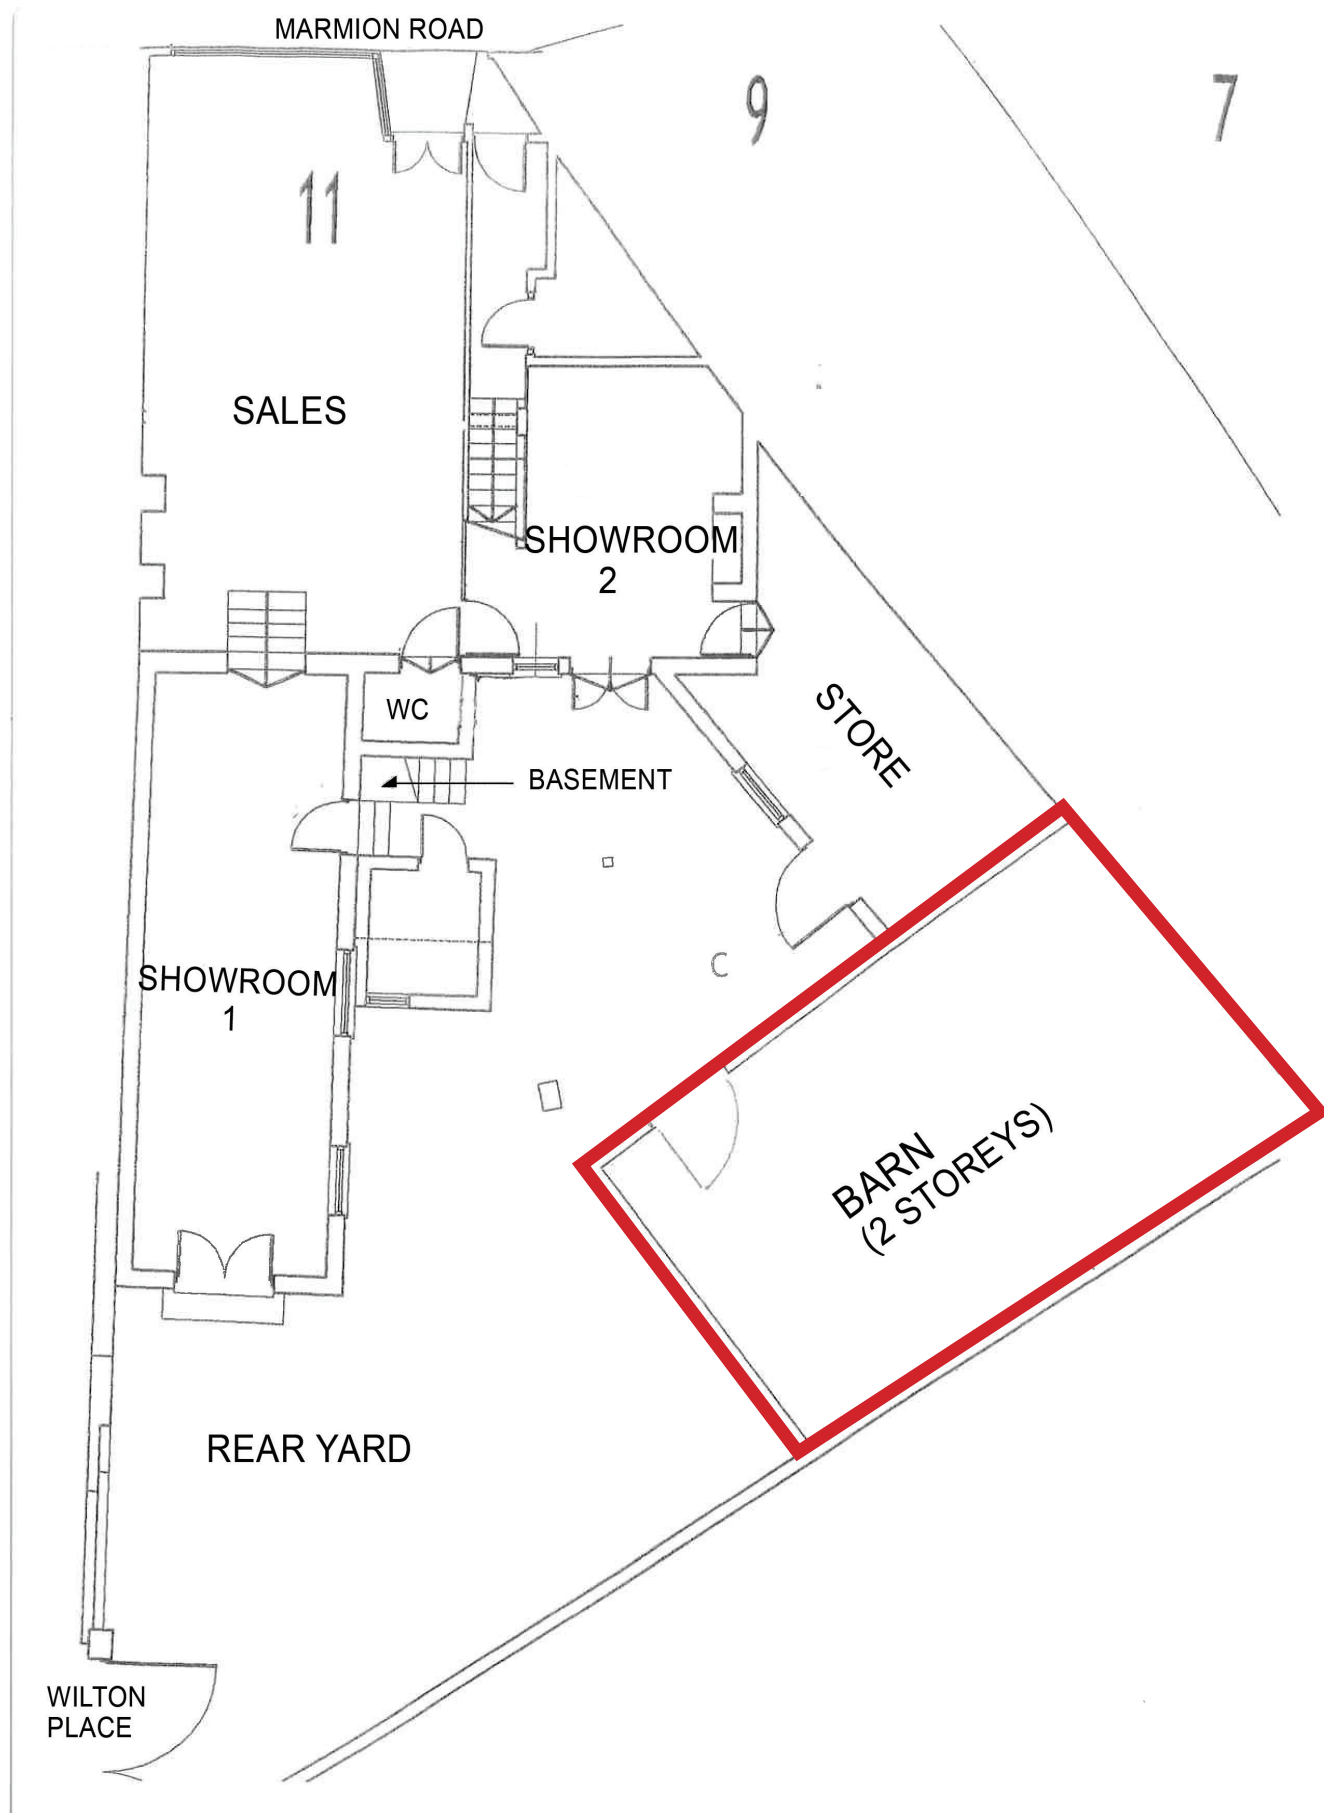 MARMION ROAD
9
7
11
SALES
SHOWROOM
2
STORE
WC
BASEMENT
SHOWROOM
1
C
BARN
(2 STOREYS)
REAR YARD
WILTON
PLACE